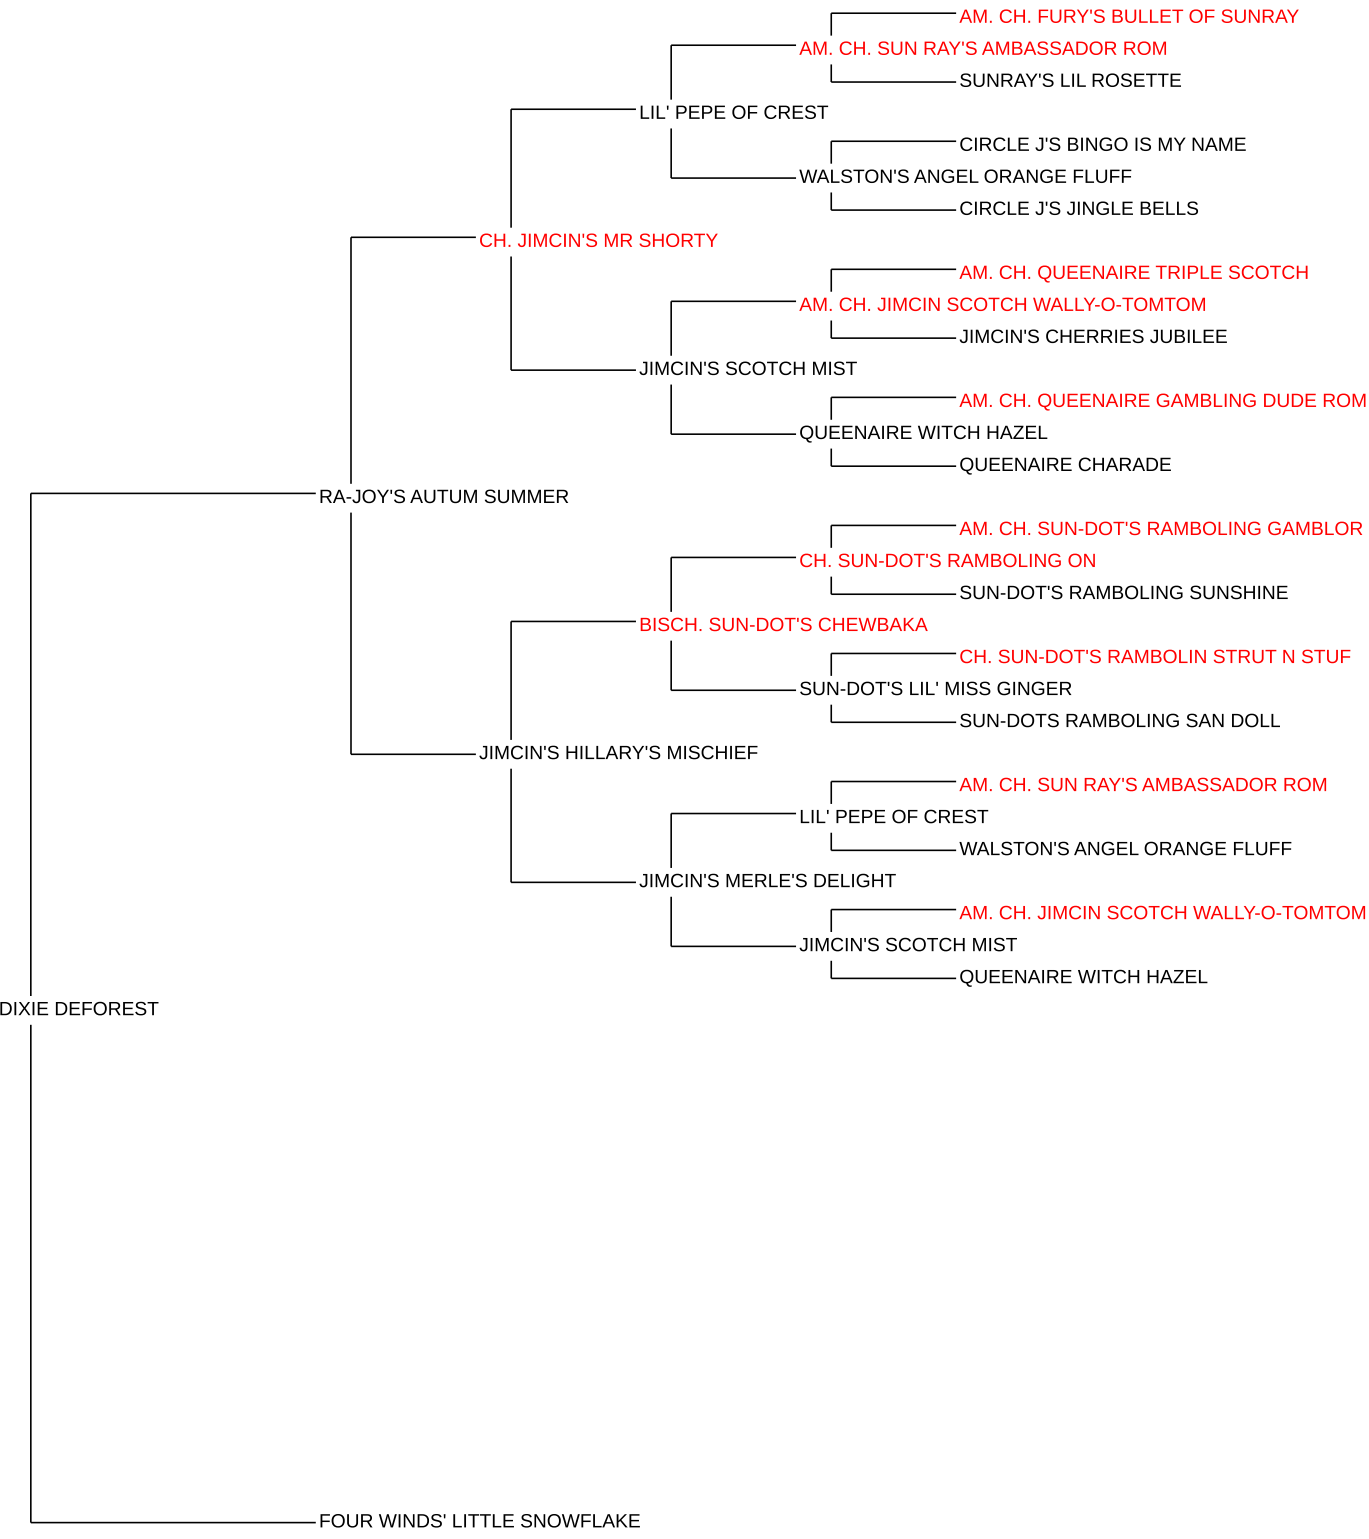 AM. CH. FURY'S BULLET OF SUNRAY
AM. CH. SUN RAY'S AMBASSADOR ROM
SUNRAY'S LIL ROSETTE
LIL' PEPE OF CREST
CIRCLE J'S BINGO IS MY NAME
WALSTON'S ANGEL ORANGE FLUFF
CIRCLE J'S JINGLE BELLS
CH. JIMCIN'S MR SHORTY
AM. CH. QUEENAIRE TRIPLE SCOTCH
AM. CH. JIMCIN SCOTCH WALLY-O-TOMTOM
JIMCIN'S CHERRIES JUBILEE
JIMCIN'S SCOTCH MIST
AM. CH. QUEENAIRE GAMBLING DUDE ROM
QUEENAIRE WITCH HAZEL
QUEENAIRE CHARADE
RA-JOY'S AUTUM SUMMER
AM. CH. SUN-DOT'S RAMBOLING GAMBLOR
CH. SUN-DOT'S RAMBOLING ON
SUN-DOT'S RAMBOLING SUNSHINE
BISCH. SUN-DOT'S CHEWBAKA
CH. SUN-DOT'S RAMBOLIN STRUT N STUF
SUN-DOT'S LIL' MISS GINGER
SUN-DOTS RAMBOLING SAN DOLL
JIMCIN'S HILLARY'S MISCHIEF
AM. CH. SUN RAY'S AMBASSADOR ROM
LIL' PEPE OF CREST
WALSTON'S ANGEL ORANGE FLUFF
JIMCIN'S MERLE'S DELIGHT
AM. CH. JIMCIN SCOTCH WALLY-O-TOMTOM
JIMCIN'S SCOTCH MIST
QUEENAIRE WITCH HAZEL
DIXIE DEFOREST
FOUR WINDS' LITTLE SNOWFLAKE